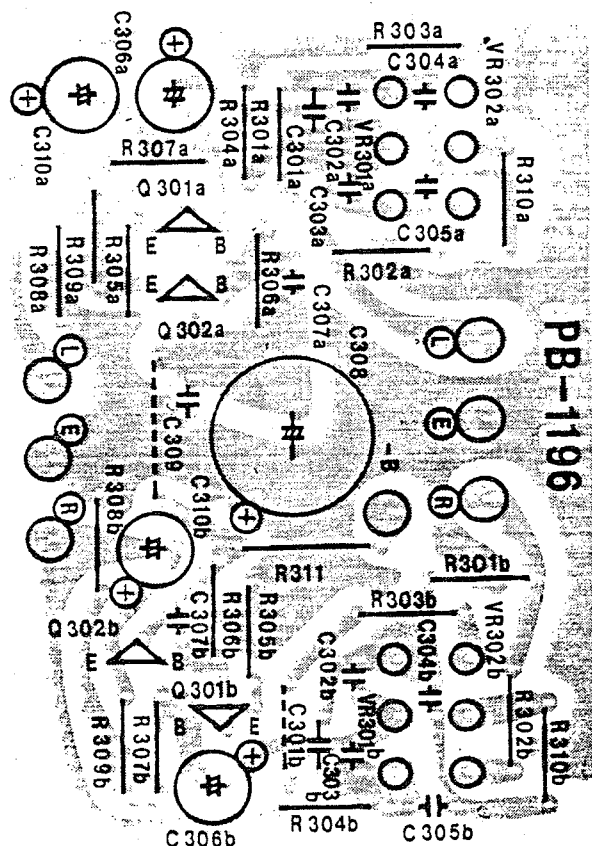 R303a
C304a
VR302a
C306a
C310a
R307a
R304a
R301a
C301a
C302a
VR301a
C303a
R310a
C305a
R302a
Q301a
E B
E B
Q302a
R308a
R309a
R305a
R306a
C307a
C308
PB-1196
L
E
R
L
E
R
-B
C309
C310b
R308b
R311
R301b
R303b
VR302b
C304b
R302b
R310b
Q302b
E B
C307b
R306b
R305b
C302b
VR301b
Q301b
B E
C301b
C303b
R309b
R307b
C306b
R304b
C305b